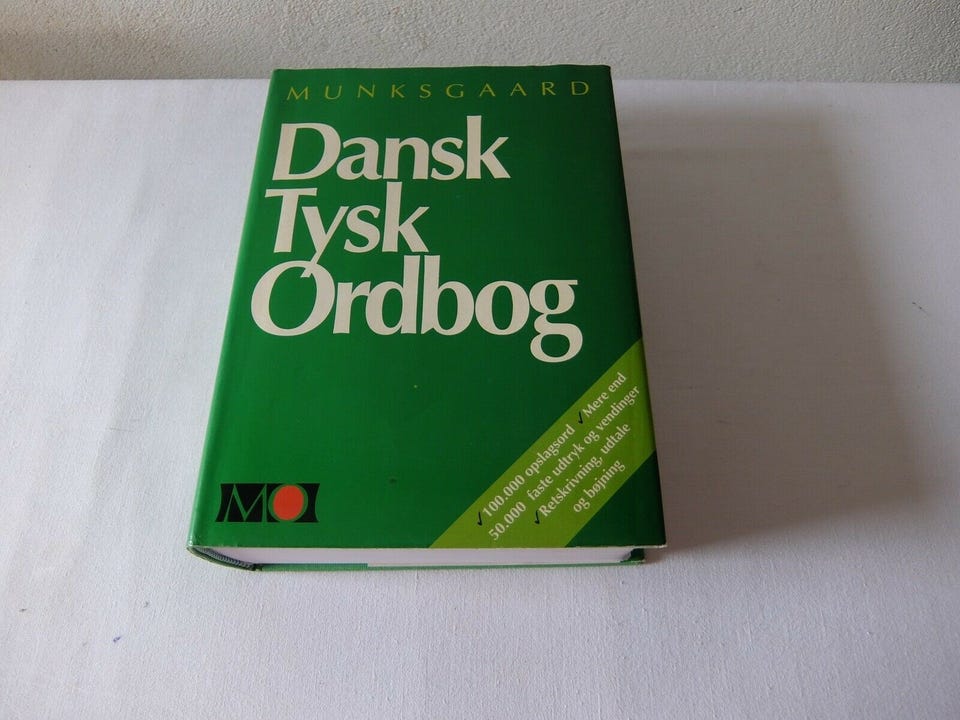 MUNKSGAARD
Dansk
Tysk
Ordbog
✓100.000 opslagsord ✓Mere end
50.000 faste udtryk og vendinger
✓Retskrivning, udtale
og bøjning
MO